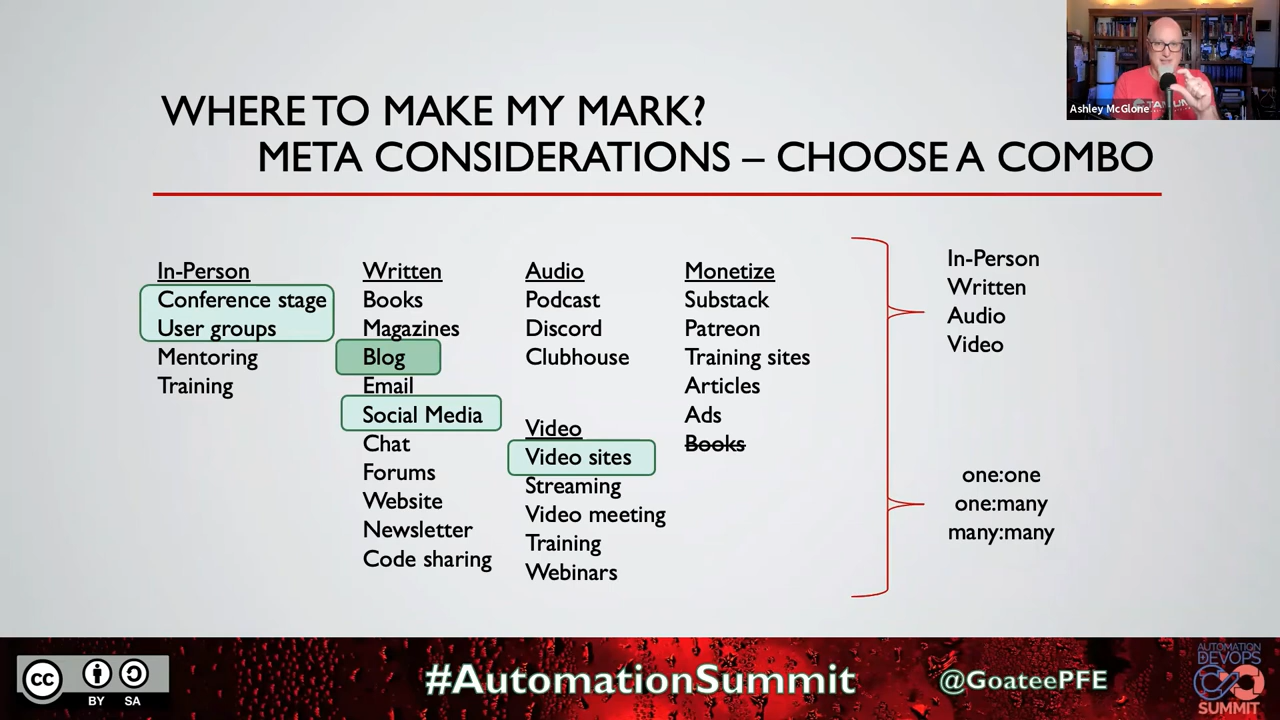 WHERE TO MAKE MY MARK?
META CONSIDERATIONS – CHOOSE A COMBO
Ashley McGlone
In-Person
Conference stage
User groups
Mentoring
Training
Written
Books
Magazines
Blog
Email
Social Media
Chat
Forums
Website
Newsletter
Code sharing
Audio
Podcast
Discord
Clubhouse
Video
Video sites
Streaming
Video meeting
Training
Webinars
Monetize
Substack
Patreon
Training sites
Articles
Ads
Books
In-Person
Written
Audio
Video
one:one
one:many
many:many
CC BY SA
#AutomationSummit
@GoateePFE
AUTOMATION
DEVOPS
SUMMIT